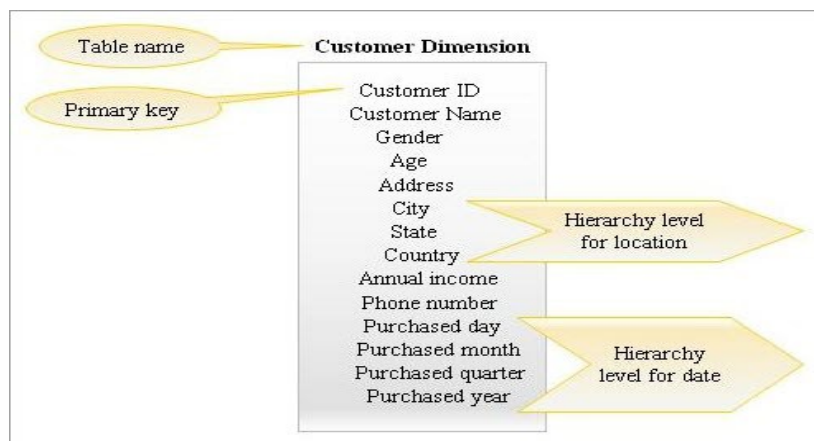 Table name
Customer Dimension
Primary key
Customer ID
Customer Name
Gender
Age
Address
City
State
Country
Annual income
Phone number
Purchased day
Purchased month
Purchased quarter
Purchased year
Hierarchy level
for location
Hierarchy
level for date